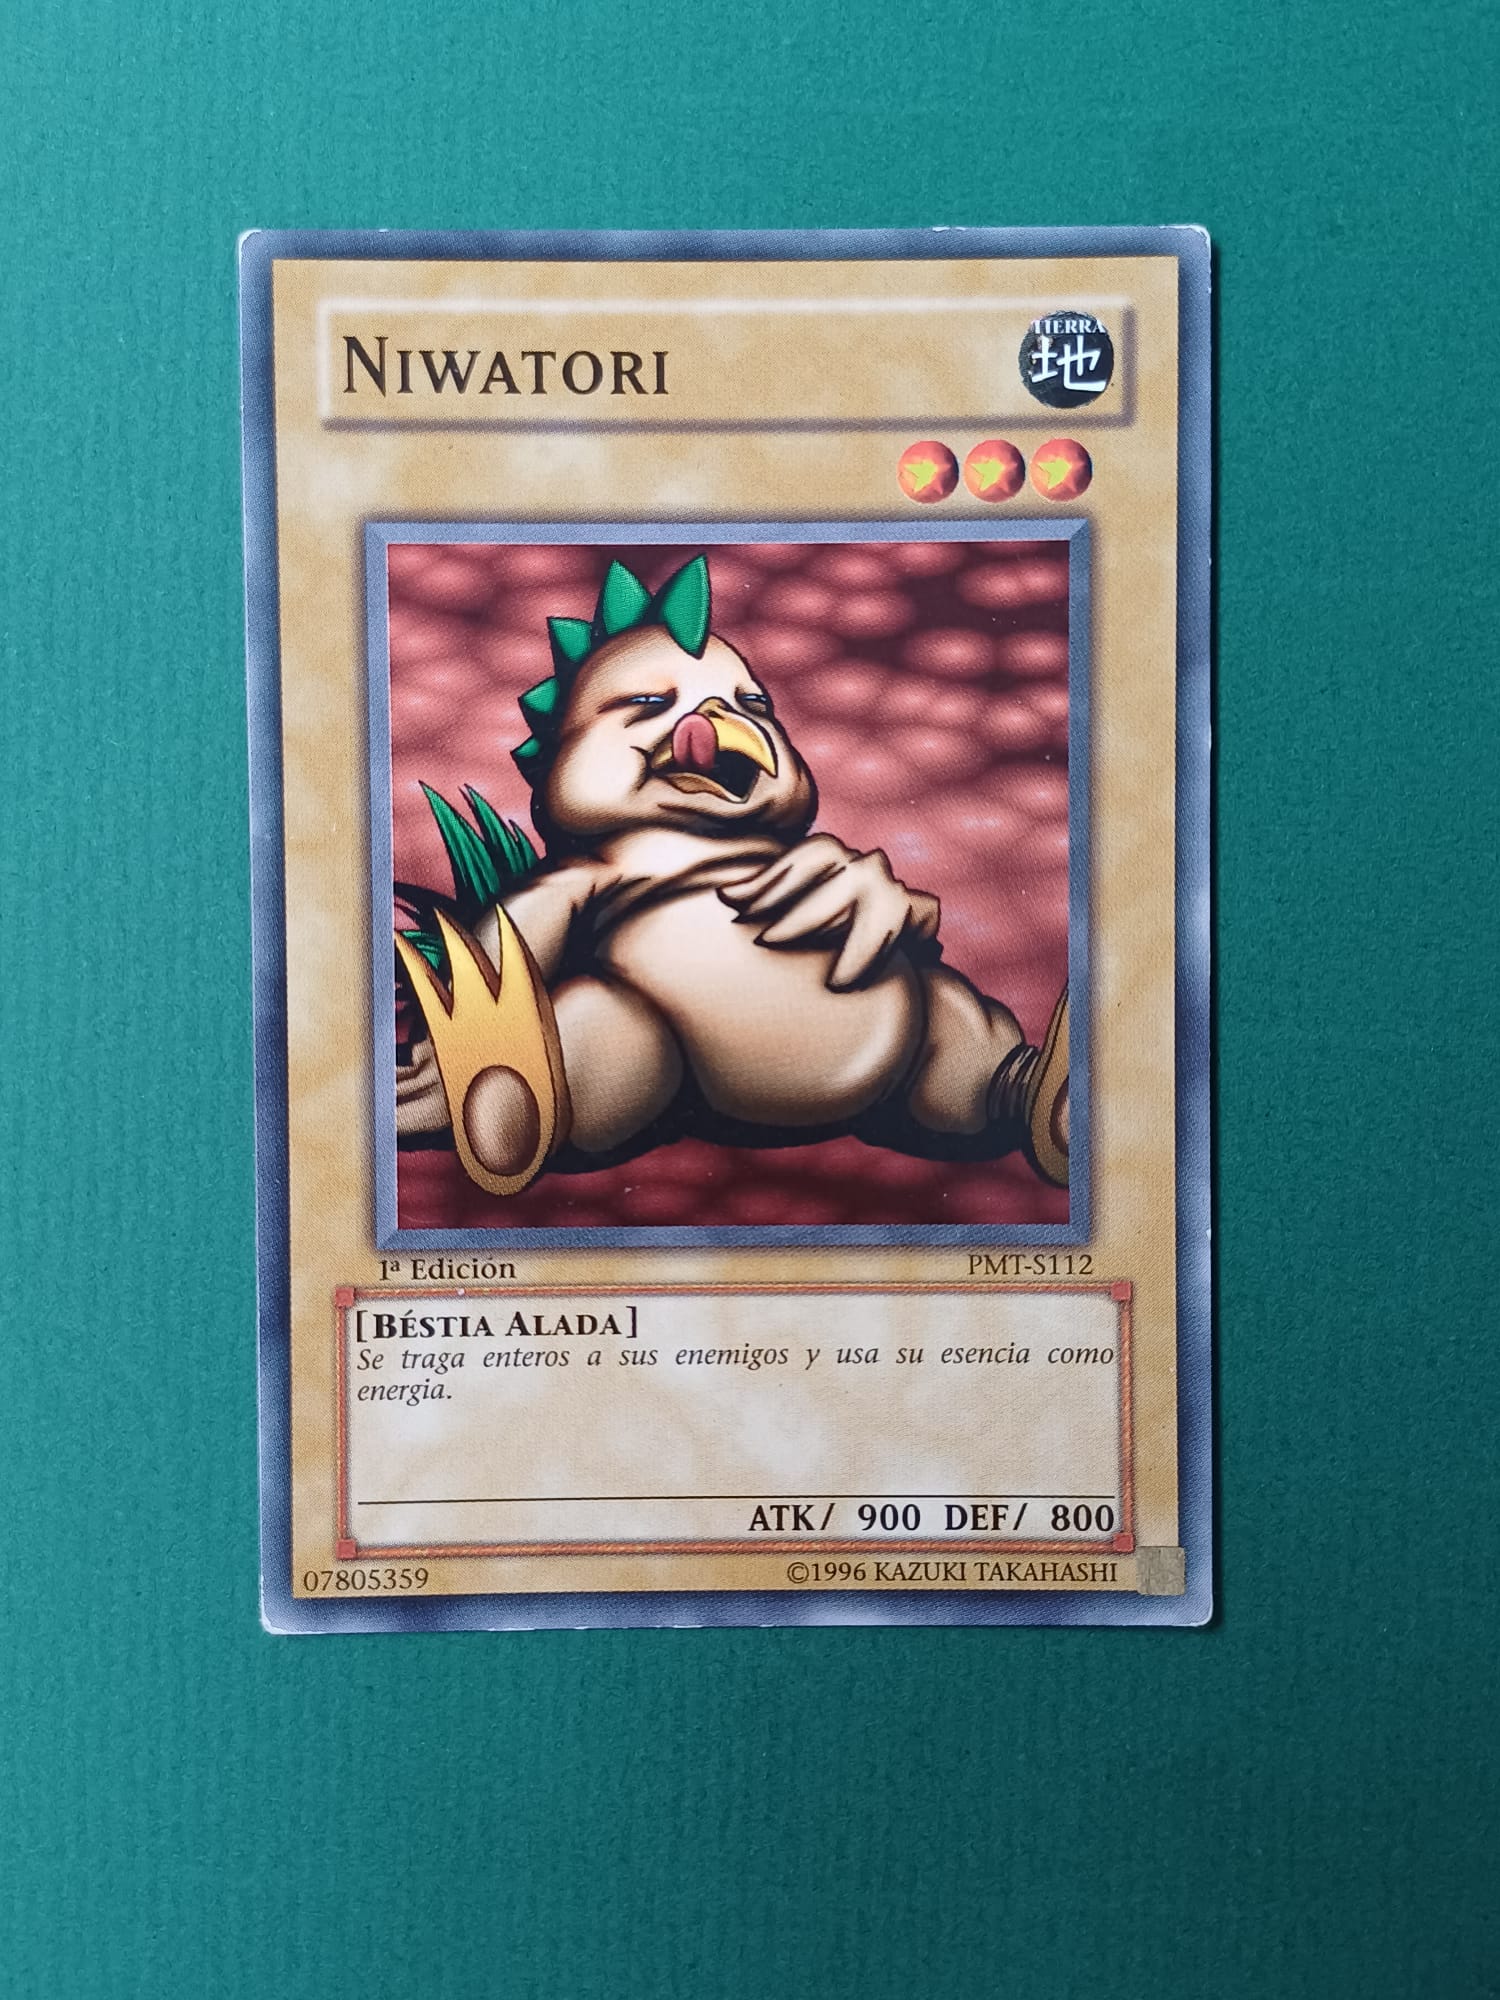 NIWATORI
TIERRA
地
1ª Edición
PMT-S112
[BÉSTIA ALADA]
Se traga enteros a sus enemigos y usa su esencia como
energia.
ATK/ 900 DEF/ 800
07805359
©1996 KAZUKI TAKAHASHI